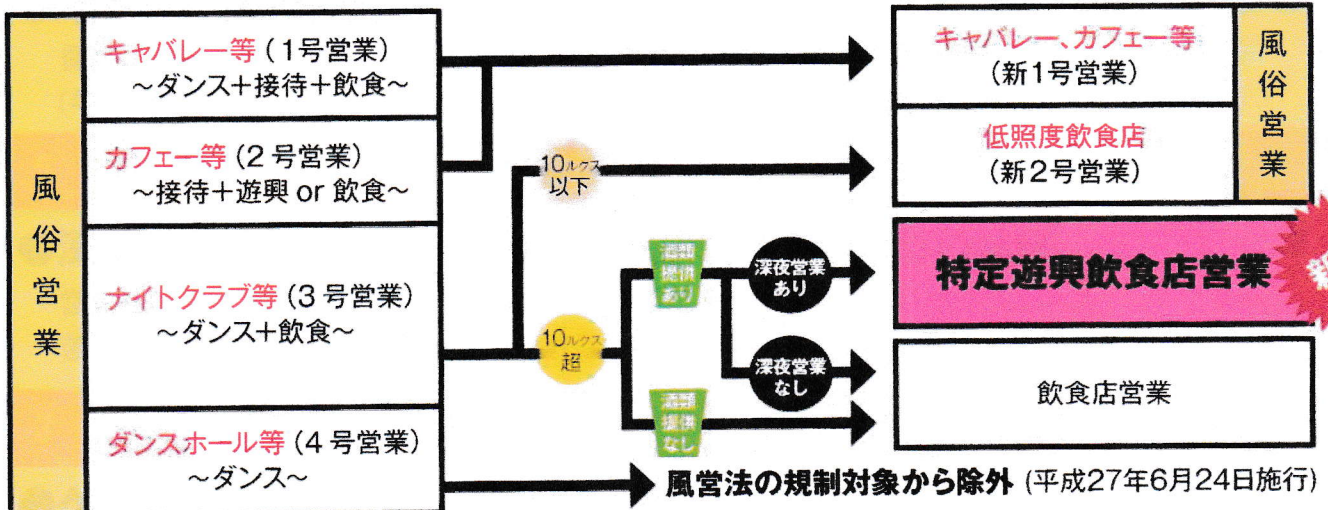 風俗営業
キャバレー等 (1号営業)
～ダンス＋接待＋飲食～
カフェー等 (2号営業)
～接待＋遊興 or 飲食～
ナイトクラブ等 (3号営業)
～ダンス＋飲食～
ダンスホール等 (4号営業)
～ダンス～
10ルクス
以下
10ルクス
超
酒類
提供
あり
酒類
提供
なし
深夜営業
あり
深夜営業
なし
キャバレー、カフェー等
(新1号営業)
低照度飲食店
(新2号営業)
風俗営業
特定遊興飲食店営業
新
飲食店営業
風営法の規制対象から除外 (平成27年6月24日施行)